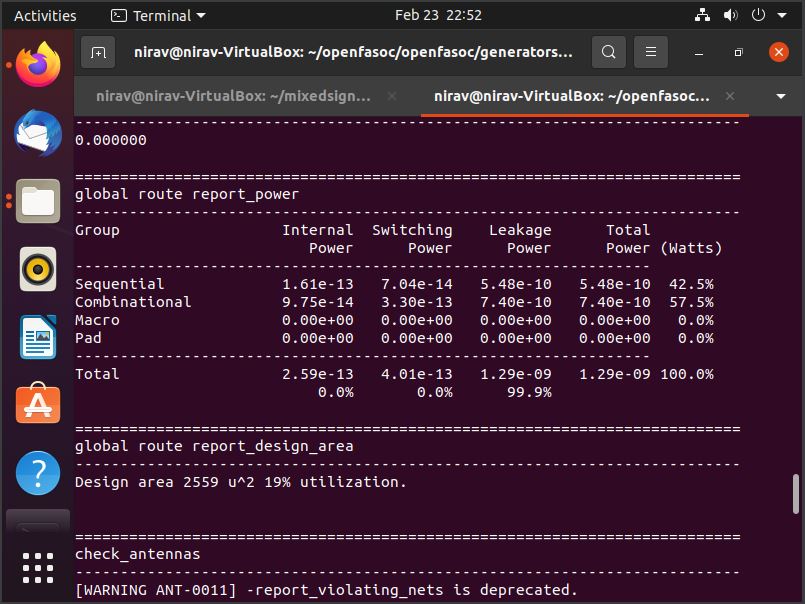 Activities Terminal Feb 23 22:52
nirav@nirav-VirtualBox: ~/openfasoc/openfasoc/generators...
nirav@nirav-VirtualBox: ~/mixedsign... nirav@nirav-VirtualBox: ~/openfasoc...
--------------------------------------------------------------------------
0.000000
==========================================================================
global route report_power
--------------------------------------------------------------------------
Group                  Internal  Switching    Leakage      Total
                          Power      Power      Power      Power (Watts)
----------------------------------------------------------------
Sequential             1.61e-13   7.04e-14   5.48e-10   5.48e-10  42.5%
Combinational          9.75e-14   3.30e-13   7.40e-10   7.40e-10  57.5%
Macro                  0.00e+00   0.00e+00   0.00e+00   0.00e+00   0.0%
Pad                    0.00e+00   0.00e+00   0.00e+00   0.00e+00   0.0%
----------------------------------------------------------------
Total                  2.59e-13   4.01e-13   1.29e-09   1.29e-09 100.0%
                           0.0%       0.0%      99.9%
==========================================================================
global route report_design_area
--------------------------------------------------------------------------
Design area 2559 u^2 19% utilization.
==========================================================================
check_antennas
--------------------------------------------------------------------------
[WARNING ANT-0011] -report_violating_nets is deprecated.